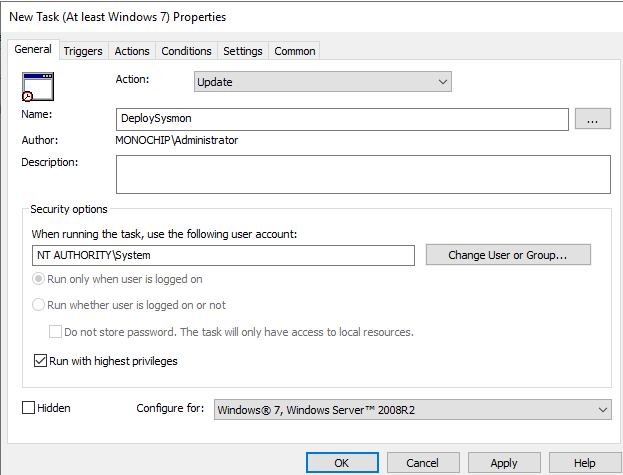 New Task (At least Windows 7) Properties
General Triggers Actions Conditions Settings Common
Action: Update
Name: DeploySysmon ...
Author: MONOCHIP\Administrator
Description:
Security options
When running the task, use the following user account:
NT AUTHORITY\System Change User or Group...
Run only when user is logged on
Run whether user is logged on or not
Do not store password. The task will only have access to local resources.
Run with highest privileges
Hidden Configure for: Windows® 7, Windows Server™ 2008R2
OK Cancel Apply Help